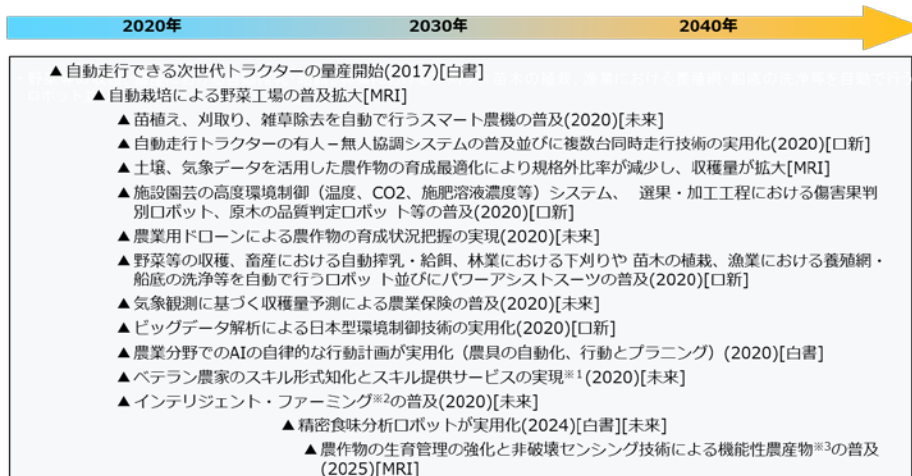 2020年 2030年 2040年
▲自動走行できる次世代トラクターの量産開始(2017)[白書]
▲自動栽培による野菜工場の普及拡大[MRI]
▲苗植え、刈取り、雑草除去を自動で行うスマート農機の普及(2020)[未来]
▲自動走行トラクターの有人－無人協調システムの普及並びに複数台同時走行技術の実用化(2020)[ロ新]
▲土壌、気象データを活用した農作物の育成最適化により規格外比率が減少し、収穫量が拡大[MRI]
▲施設園芸の高度環境制御（温度、CO2、施肥溶液濃度等）システム、 選果・加工工程における傷害果判
別ロボット、原木の品質判定ロボッ ト等の普及(2020)[ロ新]
▲農業用ドローンによる農作物の育成状況把握の実現(2020)[未来]
▲野菜等の収穫、畜産における自動搾乳・給餌、林業における下刈りや 苗木の植栽、漁業における養殖網・
船底の洗浄等を自動で行うロボッ ト並びにパワーアシストスーツの普及(2020)[ロ新]
▲気象観測に基づく収穫量予測による農業保険の普及(2020)[未来]
▲ビッグデータ解析による日本型環境制御技術の実用化(2020)[ロ新]
▲農業分野でのAIの自律的な行動計画が実用化（農具の自動化、行動とプラニング）(2020)[白書]
▲ベテラン農家のスキル形式知化とスキル提供サービスの実現※1(2020)[未来]
▲インテリジェント・ファーミング※2の普及(2020)[未来]
▲精密食味分析ロボットが実用化(2024)[白書][未来]
▲農作物の生育管理の強化と非破壊センシング技術による機能性農産物※3の普及
(2025)[MRI]